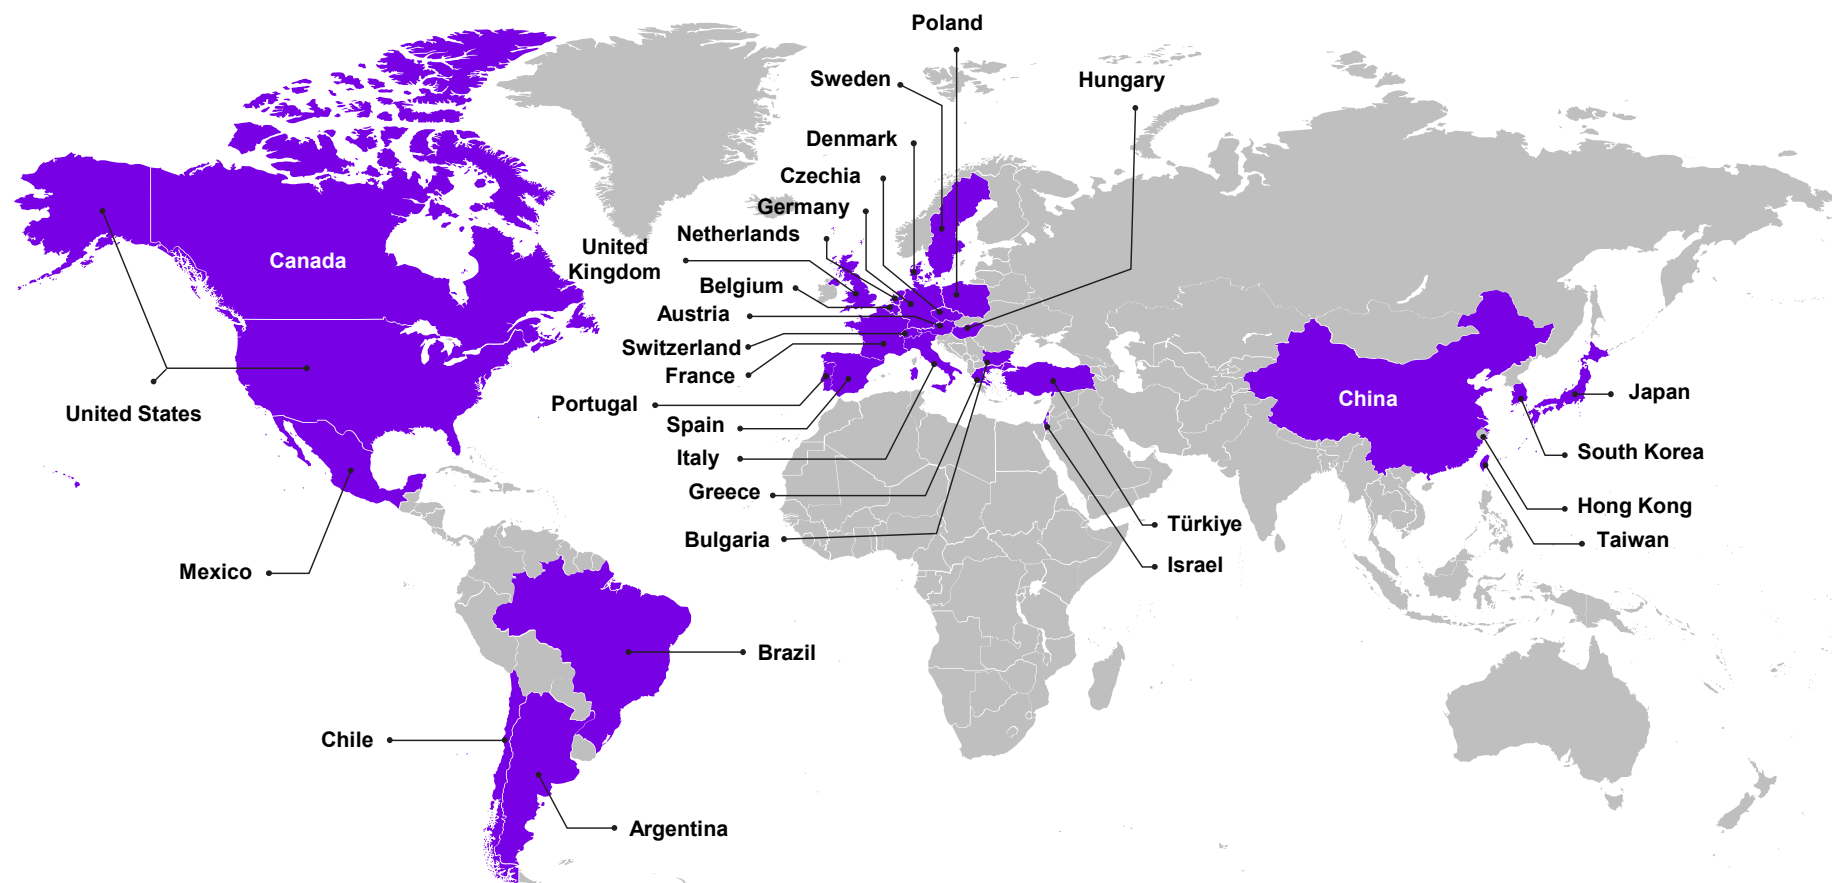 Poland
Sweden
Hungary
Denmark
Czechia
Germany
Netherlands
United
Kingdom
Canada
Belgium
Austria
Switzerland
France
Portugal
Spain
Italy
Greece
Bulgaria
United States
Mexico
Brazil
Chile
Argentina
China
Japan
South Korea
Hong Kong
Taiwan
Türkiye
Israel